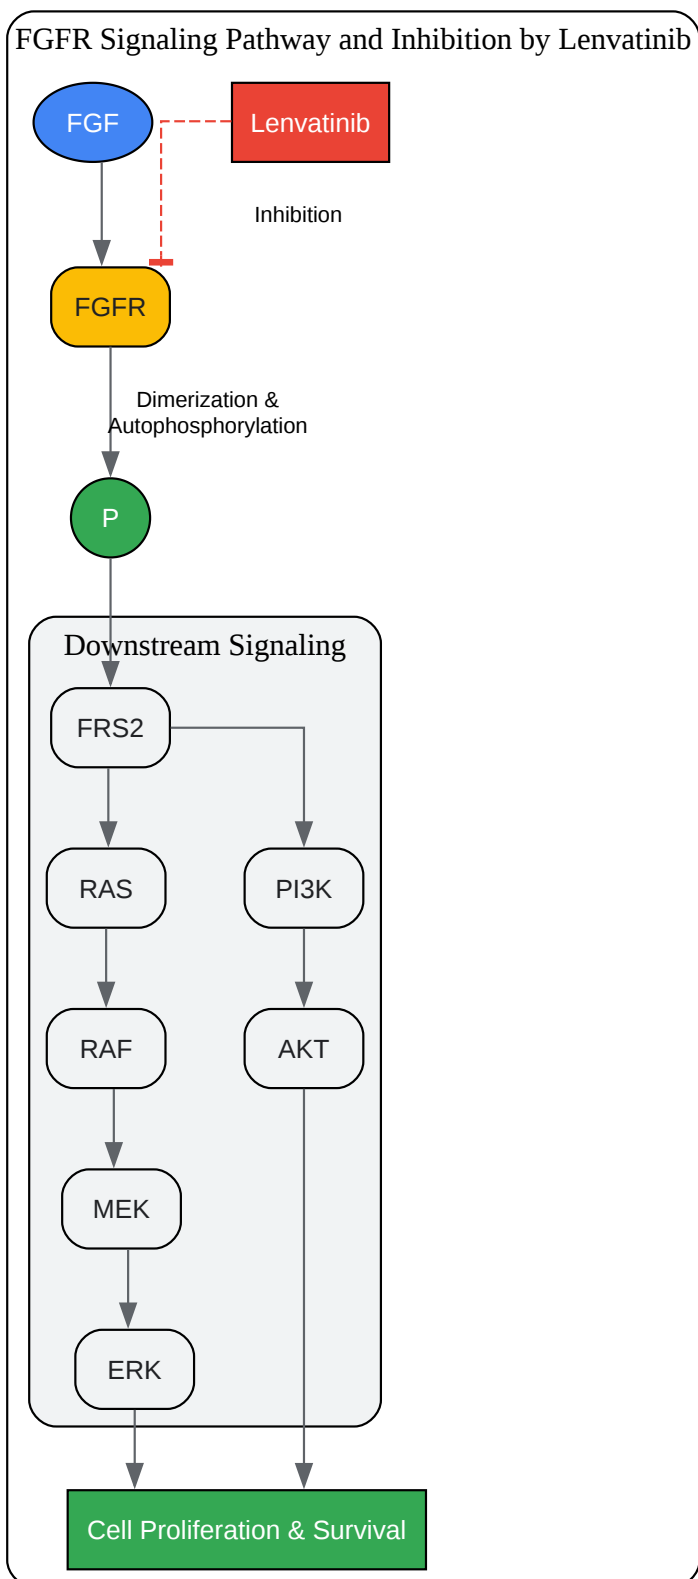 FGFR Signaling Pathway and Inhibition by Lenvatinib
FGF
Lenvatinib
Inhibition
FGFR
Dimerization &
Autophosphorylation
P
Downstream Signaling
FRS2
RAS
PI3K
RAF
AKT
MEK
ERK
Cell Proliferation & Survival